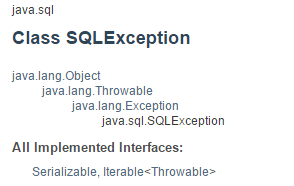 java.sql
Class SQLException
java.lang.Object
java.lang.Throwable
java.lang.Exception
java.sql.SQLException
All Implemented Interfaces:
Serializable, Iterable<Throwable>